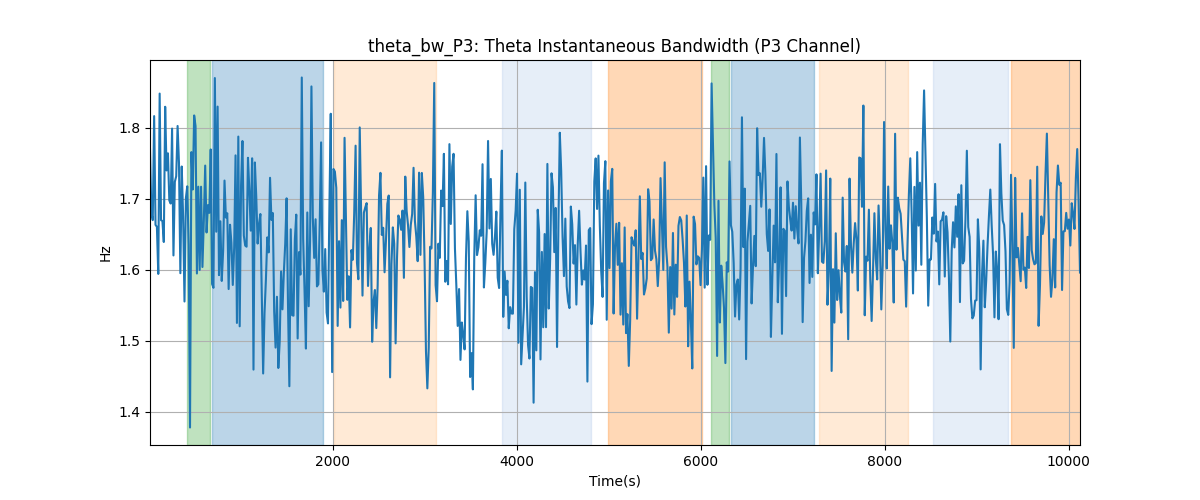 theta_bw_P3: Theta Instantaneous Bandwidth (P3 Channel)
Hz
1.8
1.7
1.6
1.5
1.4
2000 4000 6000 8000 10000
Time(s)